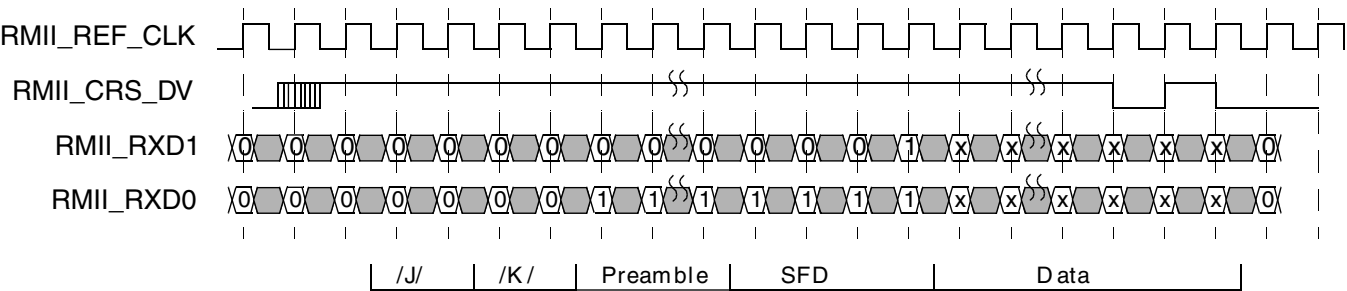 RMII_REF_CLK
RMII_CRS_DV
RMII_RXD1 0 0 0 0 0 0 0 0 0 0 0 0 0 1 x x x x x x 0
RMII_RXD0 0 0 0 0 0 0 0 1 1 1 1 1 1 1 x x x x x x 0
/J/ /K/ Preamble SFD Data